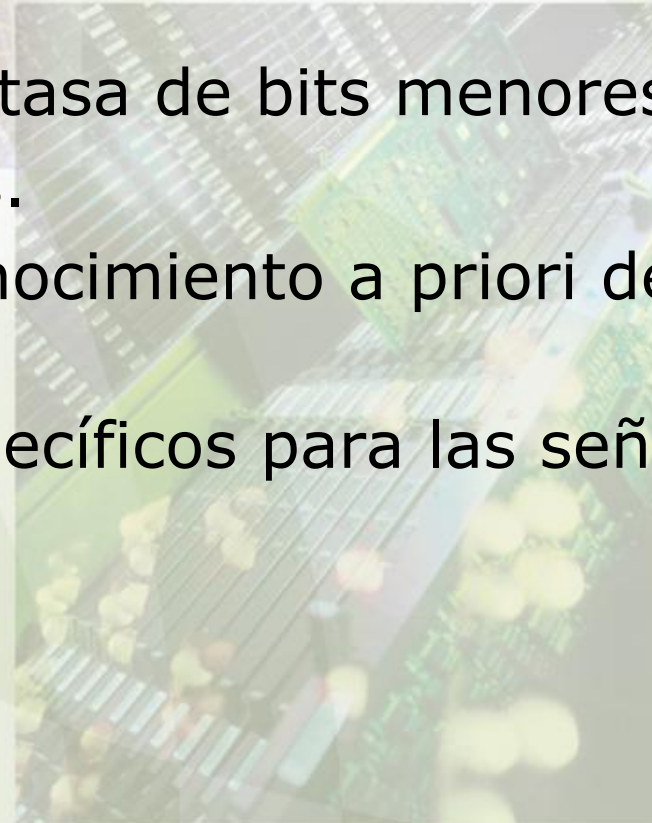 tasa de bits menores
.
nocimiento a priori de
ecíficos para las señ